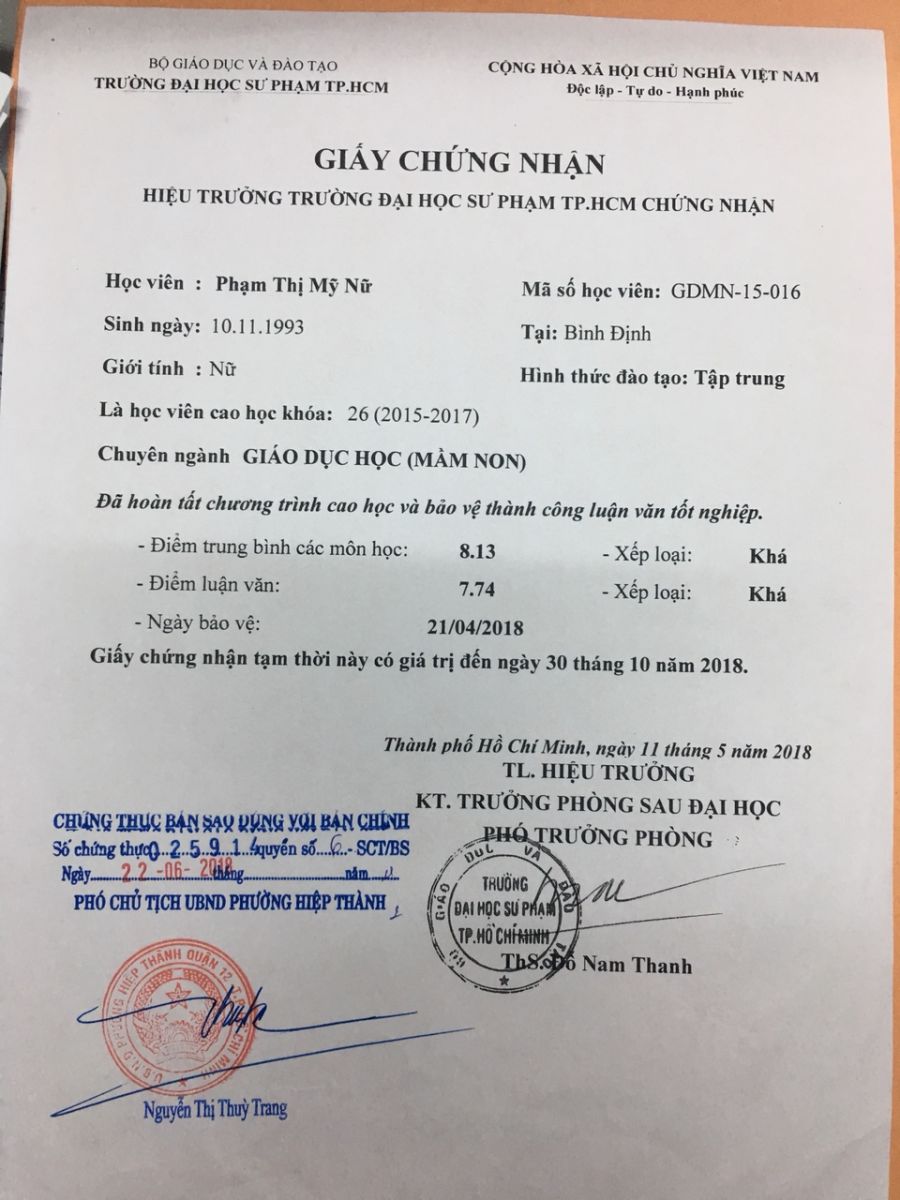 BỘ GIÁO DỤC VÀ ĐÀO TẠO
TRƯỜNG ĐẠI HỌC SƯ PHẠM TP.HCM
CỘNG HÒA XÃ HỘI CHỦ NGHĨA VIỆT NAM
Độc lập - Tự do - Hạnh phúc
GIẤY CHỨNG NHẬN
HIỆU TRƯỞNG TRƯỜNG ĐẠI HỌC SƯ PHẠM TP.HCM CHỨNG NHẬN
Học viên : Phạm Thị Mỹ Nữ
Mã số học viên: GDMN-15-016
Sinh ngày: 10.11.1993
Tại: Bình Định
Giới tính : Nữ
Hình thức đào tạo: Tập trung
Là học viên cao học khóa: 26 (2015-2017)
Chuyên ngành GIÁO DỤC HỌC (MẦM NON)
Đã hoàn tất chương trình cao học và bảo vệ thành công luận văn tốt nghiệp.
- Điểm trung bình các môn học: 8.13 - Xếp loại: Khá
- Điểm luận văn: 7.74 - Xếp loại: Khá
- Ngày bảo vệ: 21/04/2018
Giấy chứng nhận tạm thời này có giá trị đến ngày 30 tháng 10 năm 2018.
Thành phố Hồ Chí Minh, ngày 11 tháng 5 năm 2018
TL. HIỆU TRƯỞNG
KT. TRƯỞNG PHÒNG SAU ĐẠI HỌC
PHÓ TRƯỞNG PHÒNG
BỘ GIÁO DỤC VÀ ĐÀO TẠO
TRƯỜNG
ĐẠI HỌC SƯ PHẠM
TP.HỒ CHÍ MINH
ThS. Đỗ Nam Thanh
CHỨNG THỰC BẢN SAO ĐÚNG VỚI BẢN CHÍNH
Số chứng thực 0.2.5.9.1.4 quyển số...6..- SCT/BS
Ngày 22-06-2018 tháng năm
PHÓ CHỦ TỊCH UBND PHƯỜNG HIỆP THÀNH
U.B.N.D PHƯỜNG HIỆP THÀNH QUẬN 12 T.P HỒ CHÍ MINH
Nguyễn Thị Thuỳ Trang